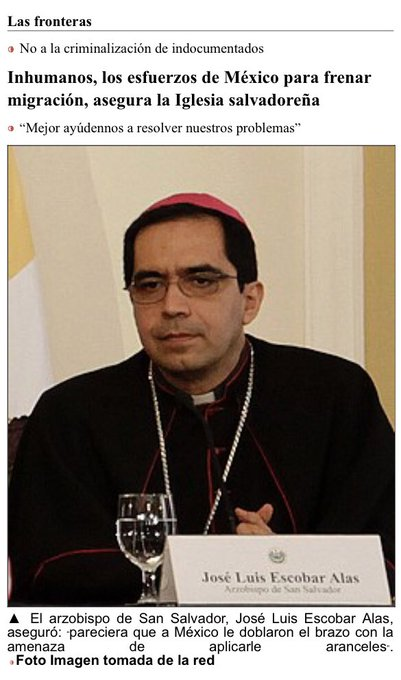 Las fronteras
No a la criminalización de indocumentados
Inhumanos, los esfuerzos de México para frenar
migración, asegura la Iglesia salvadoreña
“Mejor ayúdennos a resolver nuestros problemas”
José Luis Escobar Alas
Arzobispo de San Salvador
▲ El arzobispo de San Salvador, José Luis Escobar Alas,
aseguró: "pareciera que a México le doblaron el brazo con la
amenaza de aplicarle aranceles".
Foto Imagen tomada de la red